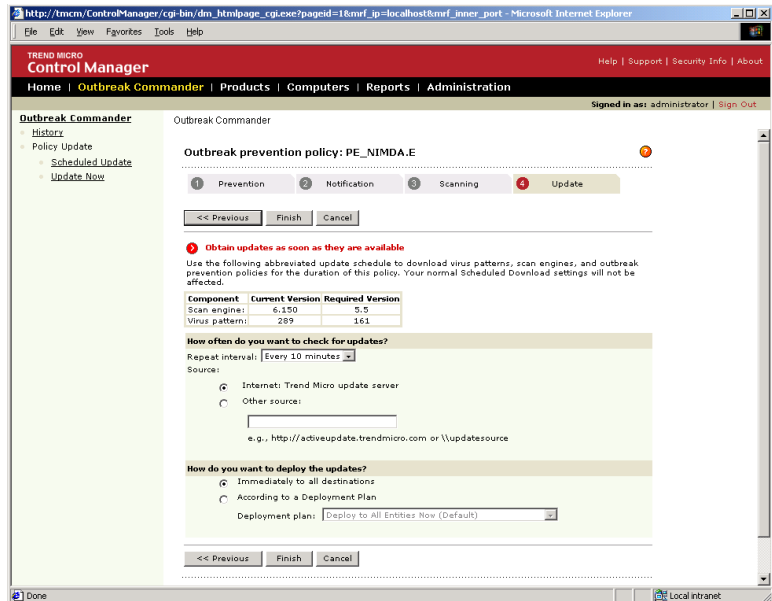 http://tmcm/ControlManager/cgi-bin/dm_htmlpage_cgi.exe?pageid=1&mrf_ip=localhost&mrf_inner_port - Microsoft Internet Explorer
File Edit View Favorites Tools Help
TREND MICRO
Control Manager
Help | Support | Security Info | About
Home | Outbreak Commander | Products | Computers | Reports | Administration
Signed in as: administrator | Sign Out
Outbreak Commander
History
Policy Update
Scheduled Update
Update Now
Outbreak Commander
Outbreak prevention policy: PE_NIMDA.E
?
1 Prevention 2 Notification 3 Scanning 4 Update
<< Previous Finish Cancel
Obtain updates as soon as they are available
Use the following abbreviated update schedule to download virus patterns, scan engines, and outbreak
prevention policies for the duration of this policy. Your normal Scheduled Download settings will not be
affected.
Component Current Version Required Version
Scan engine: 6.150 5.5
Virus pattern: 289 161
How often do you want to check for updates?
Repeat interval: Every 10 minutes
Source:
Internet: Trend Micro update server
Other source:
e.g., http://activeupdate.trendmicro.com or \\updatesource
How do you want to deploy the updates?
Immediately to all destinations
According to a Deployment Plan
Deployment plan: Deploy to All Entities Now (Default)
<< Previous Finish Cancel
Done
Local intranet